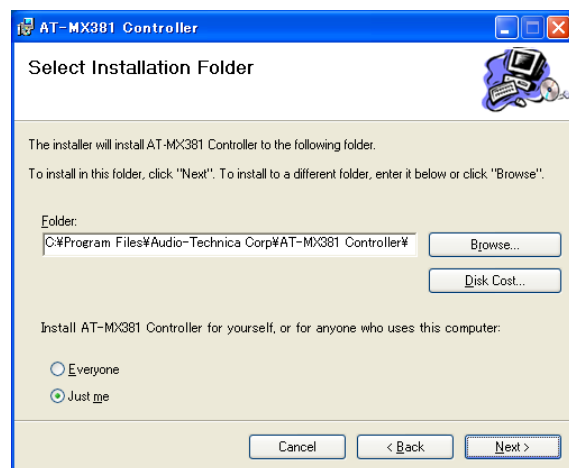 AT-MX381 Controller
Select Installation Folder
The installer will install AT-MX381 Controller to the following folder.
To install in this folder, click "Next". To install to a different folder, enter it below or click "Browse".
Folder:
C:¥Program Files¥Audio-Technica Corp¥AT-MX381 Controller¥
Browse...
Disk Cost...
Install AT-MX381 Controller for yourself, or for anyone who uses this computer:
Everyone
Just me
Cancel
< Back
Next >